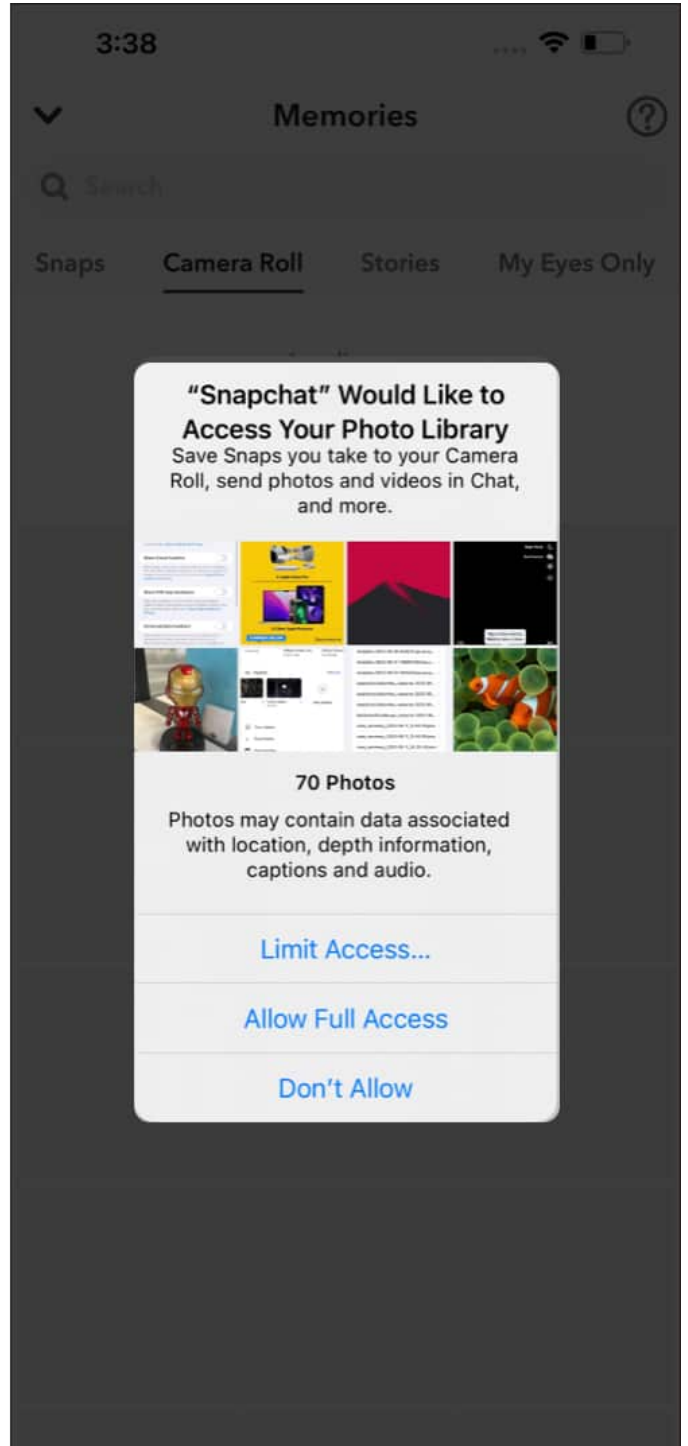 3:38
Memories
Search
Snaps Camera Roll Stories My Eyes Only
“Snapchat” Would Like to
Access Your Photo Library
Save Snaps you take to your Camera
Roll, send photos and videos in Chat,
and more.
70 Photos
Photos may contain data associated
with location, depth information,
captions and audio.
Limit Access...
Allow Full Access
Don’t Allow